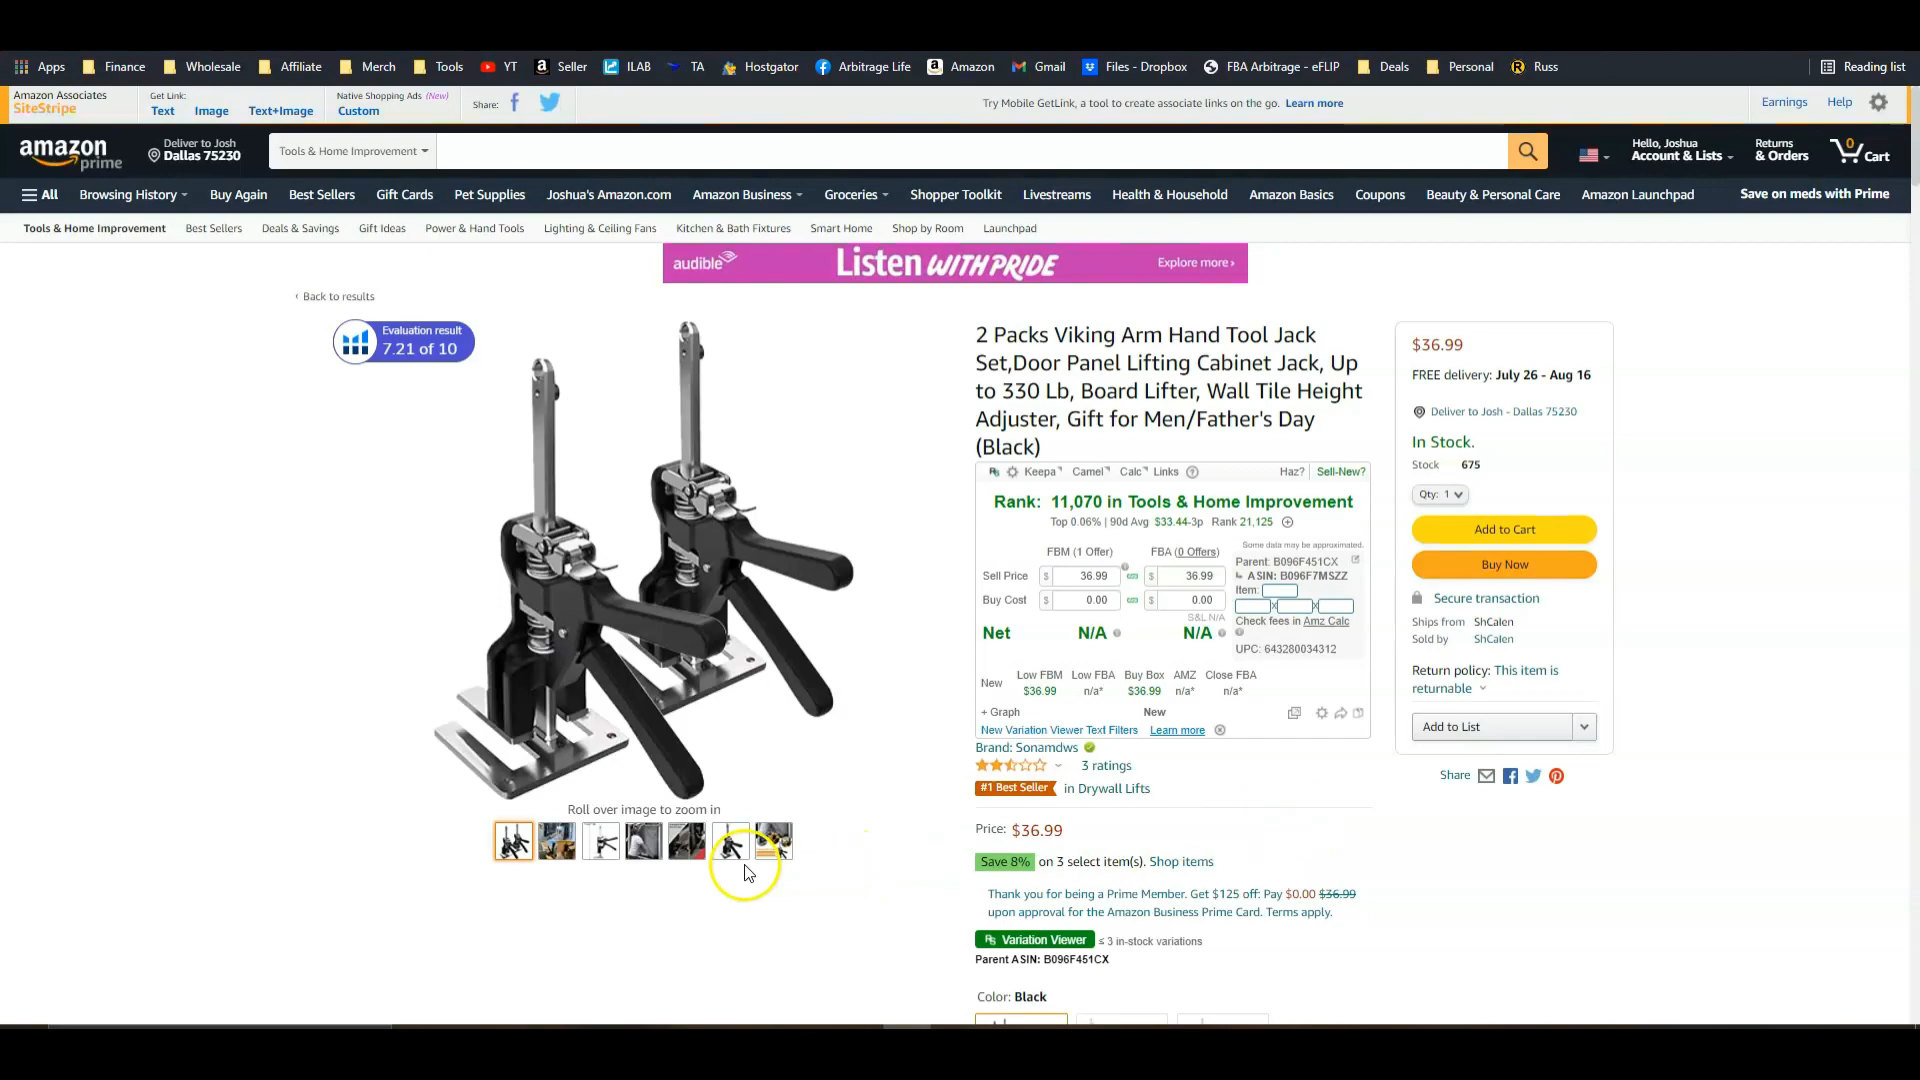 Apps Finance Wholesale Affiliate Merch Tools YT Seller ILAB TA Hostgator Arbitrage Life Amazon Gmail Files - Dropbox FBA Arbitrage - eFLIP Deals Personal Russ Reading list
Amazon Associates
SiteStripe
Get Link:
Text Image Text+Image
Native Shopping Ads (New)
Custom
Share:
Try Mobile GetLink, a tool to create associate links on the go. Learn more
Earnings Help
amazon prime
Deliver to Josh
Dallas 75230
Tools & Home Improvement
Hello, Joshua
Account & Lists
Returns
& Orders
0
Cart
All Browsing History Buy Again Best Sellers Gift Cards Pet Supplies Joshua's Amazon.com Amazon Business Groceries Shopper Toolkit Livestreams Health & Household Amazon Basics Coupons Beauty & Personal Care Amazon Launchpad Save on meds with Prime
Tools & Home Improvement Best Sellers Deals & Savings Gift Ideas Power & Hand Tools Lighting & Ceiling Fans Kitchen & Bath Fixtures Smart Home Shop by Room Launchpad
audible Listen WITH PRIDE Explore more ›
‹ Back to results
Evaluation result
7.21 of 10
Roll over image to zoom in
2 Packs Viking Arm Hand Tool Jack
Set,Door Panel Lifting Cabinet Jack, Up
to 330 Lb, Board Lifter, Wall Tile Height
Adjuster, Gift for Men/Father's Day
(Black)
Keepa Camel Calc Links ? Haz? Sell-New?
Rank: 11,070 in Tools & Home Improvement
Top 0.06% | 90d Avg $33.44-3p Rank 21,125
Some data may be approximated.
FBM (1 Offer) FBA (0 Offers)
Sell Price $ 36.99 $ 36.99
Buy Cost $ 0.00 $ 0.00
S&L N/A
Net N/A N/A
Parent: B096F451CX
ASIN: B096F7MSZZ
Item:
x x
Check fees in Amz Calc
UPC: 643280034312
Low FBM Low FBA Buy Box AMZ Close FBA
New $36.99 n/a* $36.99 n/a* n/a*
+ Graph New
New Variation Viewer Text Filters Learn more
Brand: Sonamdws
3 ratings
#1 Best Seller in Drywall Lifts
Price: $36.99
Save 8% on 3 select item(s). Shop items
Thank you for being a Prime Member. Get $125 off: Pay $0.00 $36.99
upon approval for the Amazon Business Prime Card. Terms apply.
Variation Viewer ≤ 3 in-stock variations
Parent ASIN: B096F451CX
Color: Black
$36.99
FREE delivery: July 26 - Aug 16
Deliver to Josh - Dallas 75230
In Stock.
Stock 675
Qty: 1
Add to Cart
Buy Now
Secure transaction
Ships from ShCalen
Sold by ShCalen
Return policy: This item is
returnable
Add to List
Share